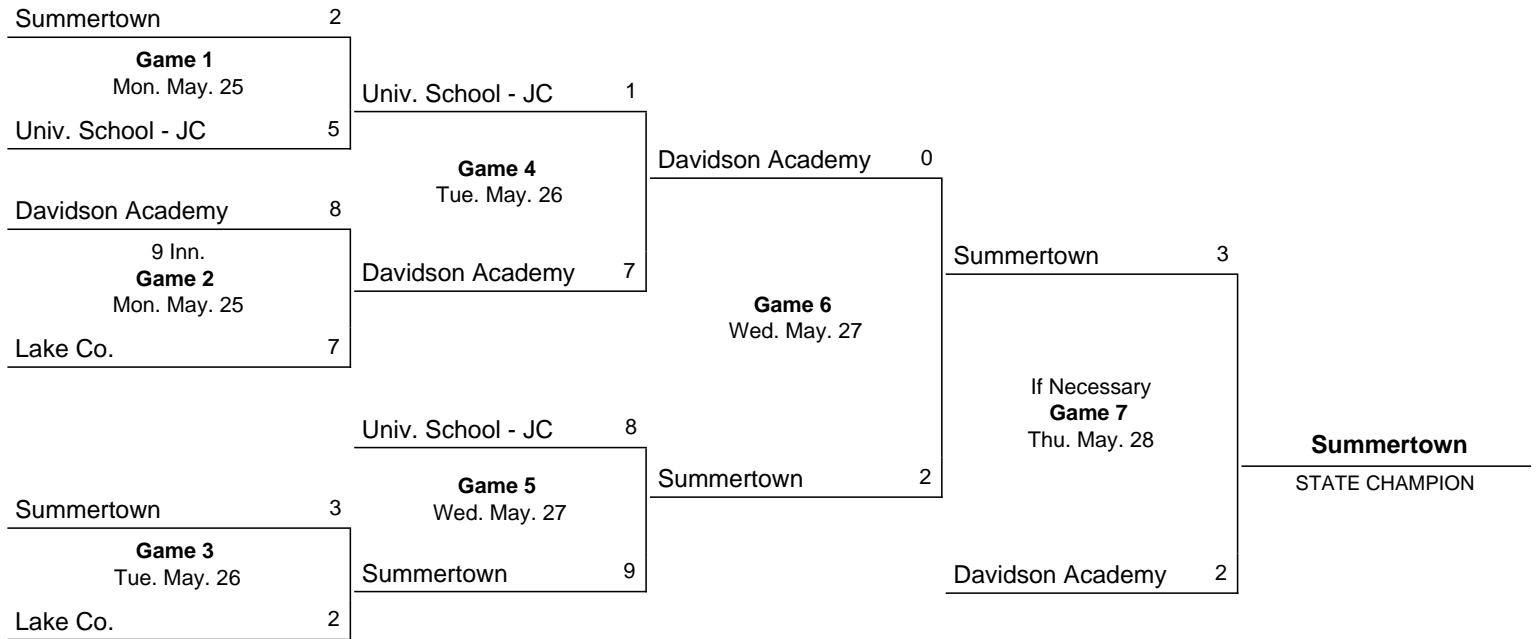 Summertown 2
Game 1
Mon. May. 25
Univ. School - JC 5
Davidson Academy 8
9 Inn.
Game 2
Mon. May. 25
Lake Co. 7
Summertown 3
Game 3
Tue. May. 26
Lake Co. 2
Univ. School - JC 1
Game 4
Tue. May. 26
Davidson Academy 7
Univ. School - JC 8
Game 5
Wed. May. 27
Summertown 9
Davidson Academy 0
Game 6
Wed. May. 27
Summertown 2
Summertown 3
If Necessary
Game 7
Thu. May. 28
Davidson Academy 2
Summertown
STATE CHAMPION